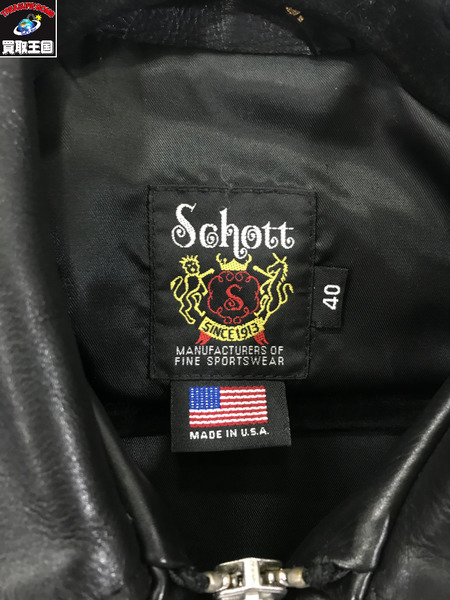 買取王国
Schott
S
SINCE 1913
MANUFACTURERS OF
FINE SPORTSWEAR
40
MADE IN U.S.A.